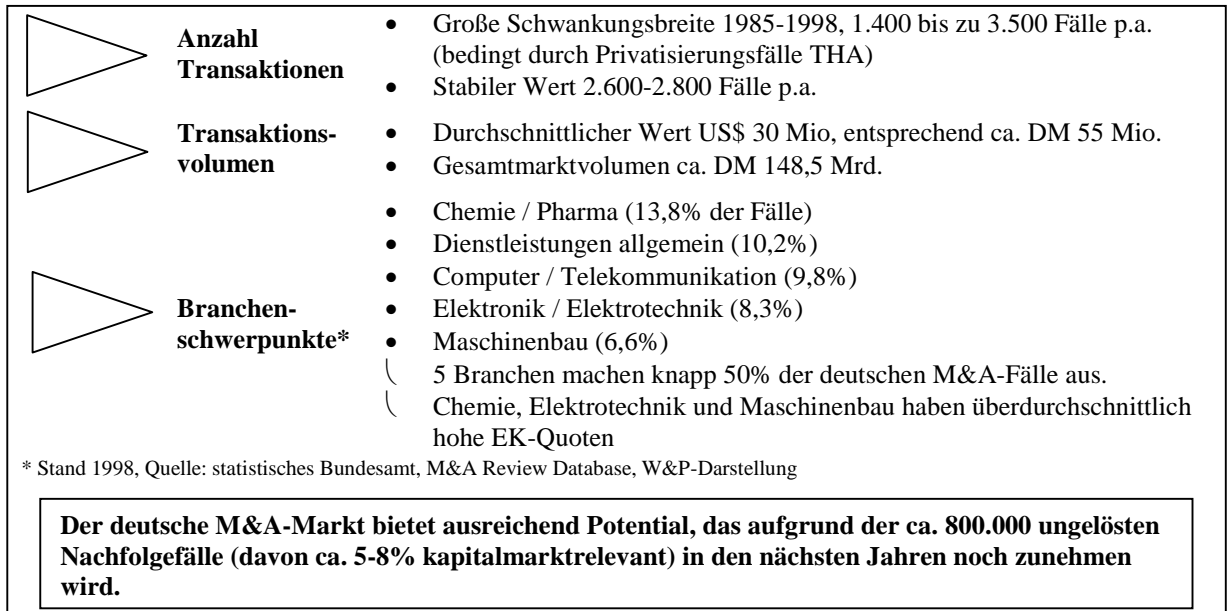 Anzahl
Transaktionen
• Große Schwankungsbreite 1985-1998, 1.400 bis zu 3.500 Fälle p.a.
(bedingt durch Privatisierungsfälle THA)
• Stabiler Wert 2.600-2.800 Fälle p.a.
Transaktions-
volumen
• Durchschnittlicher Wert US$ 30 Mio, entsprechend ca. DM 55 Mio.
• Gesamtmarktvolumen ca. DM 148,5 Mrd.
Branchen-
schwerpunkte*
• Chemie / Pharma (13,8% der Fälle)
• Dienstleistungen allgemein (10,2%)
• Computer / Telekommunikation (9,8%)
• Elektronik / Elektrotechnik (8,3%)
• Maschinenbau (6,6%)
5 Branchen machen knapp 50% der deutschen M&A-Fälle aus.
Chemie, Elektrotechnik und Maschinenbau haben überdurchschnittlich
hohe EK-Quoten
* Stand 1998, Quelle: statistisches Bundesamt, M&A Review Database, W&P-Darstellung
Der deutsche M&A-Markt bietet ausreichend Potential, das aufgrund der ca. 800.000 ungelösten
Nachfolgefälle (davon ca. 5-8% kapitalmarktrelevant) in den nächsten Jahren noch zunehmen
wird.